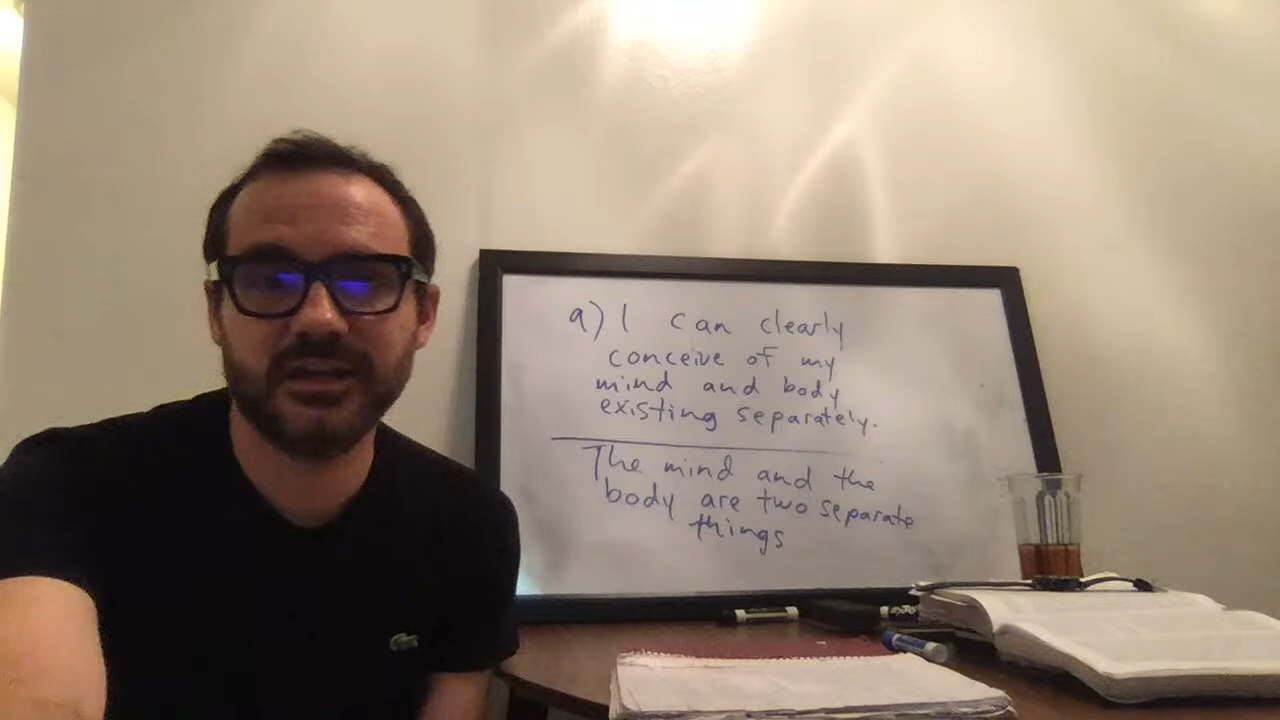 a) I can clearly
conceive of my
mind and body
existing separately.
The mind and the
body are two separate
things